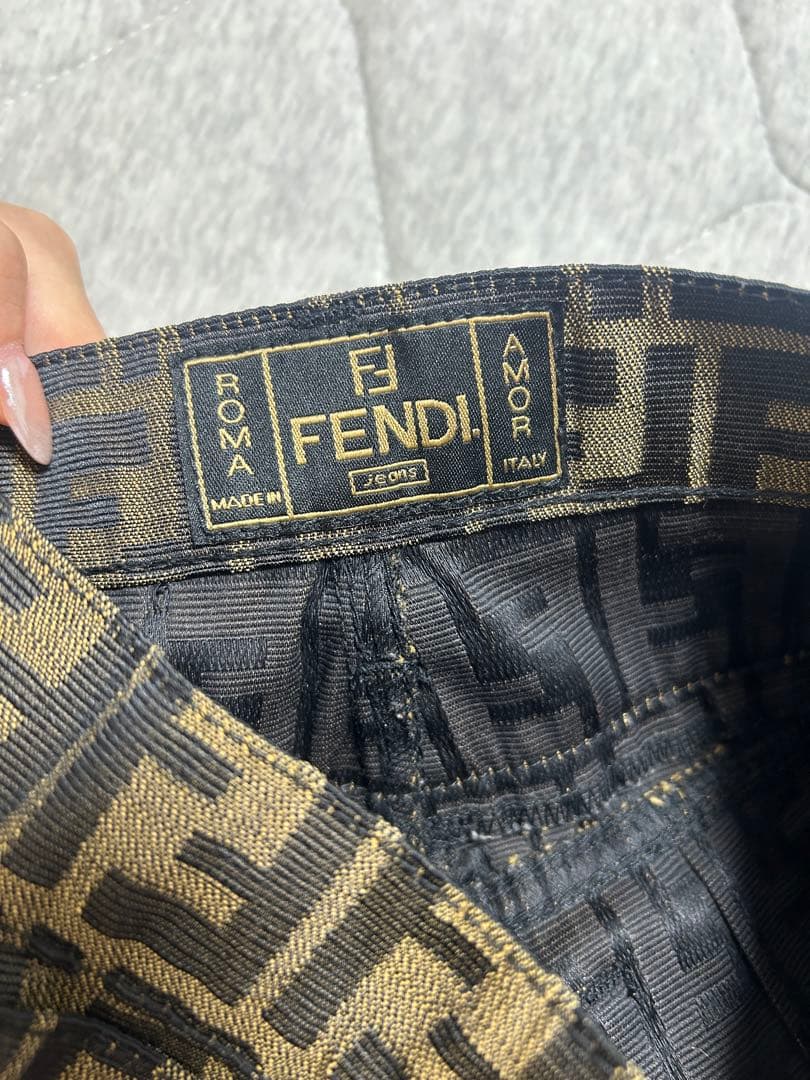 ROMA
MADE IN
FF
FENDI.
Jeans
AMOR
ITALY